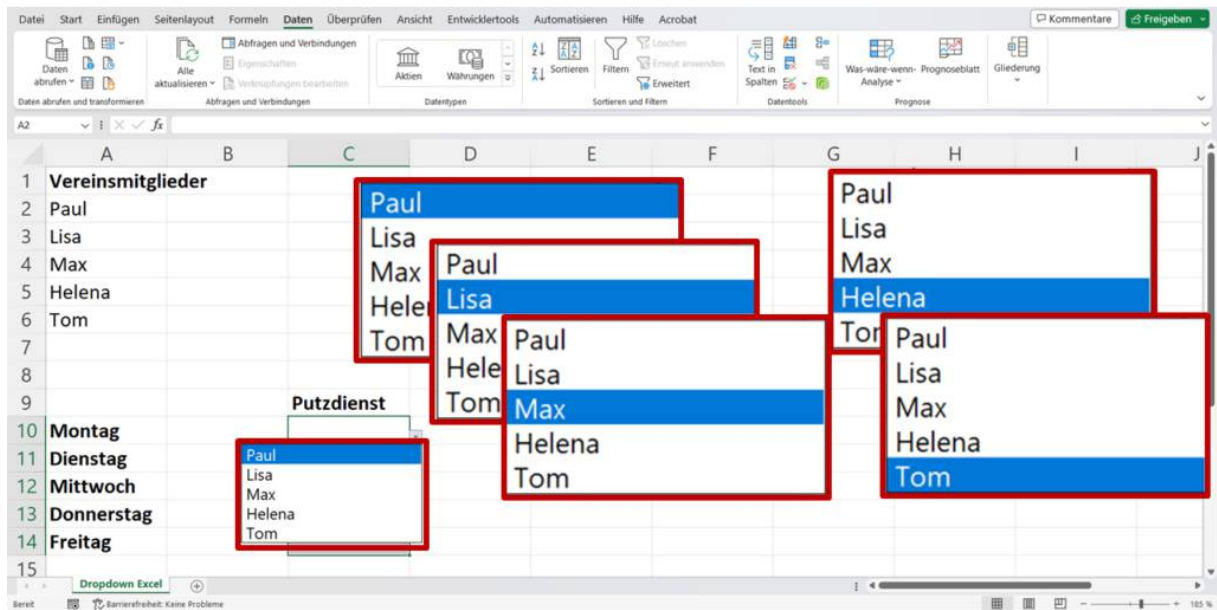 Datei Start Einfügen Seitenlayout Formeln Daten Überprüfen Ansicht Entwicklertools Automatisieren Hilfe Acrobat Kommentare Freigeben
Daten abrufen
Alle aktualisieren
Abfragen und Verbindungen
Eigenschaften
Verknüpfungen bearbeiten
Aktien
Währungen
Sortieren
Filtern
Löschen
Erneut anwenden
Erweitert
Text in Spalten
Was-wäre-wenn-Analyse
Prognoseblatt
Gliederung
Daten abrufen und transformieren
Abfragen und Verbindungen
Datentypen
Sortieren und Filtern
Datentools
Prognose
A2
fx
A B C D E F G H I J
1 Vereinsmitglieder
2 Paul
3 Lisa
4 Max
5 Helena
6 Tom
7
8
9 Putzdienst
10 Montag
11 Dienstag
12 Mittwoch
13 Donnerstag
14 Freitag
15
Paul
Lisa
Max
Helena
Tom
Paul
Lisa
Max
Heler
Tom
Paul
Lisa
Max
Hele
Tom
Paul
Lisa
Max
Helena
Tom
Paul
Lisa
Max
Helena
Tor
Paul
Lisa
Max
Helena
Tom
Dropdown Excel
Bereit
Barrierefreiheit: Keine Probleme
185 %